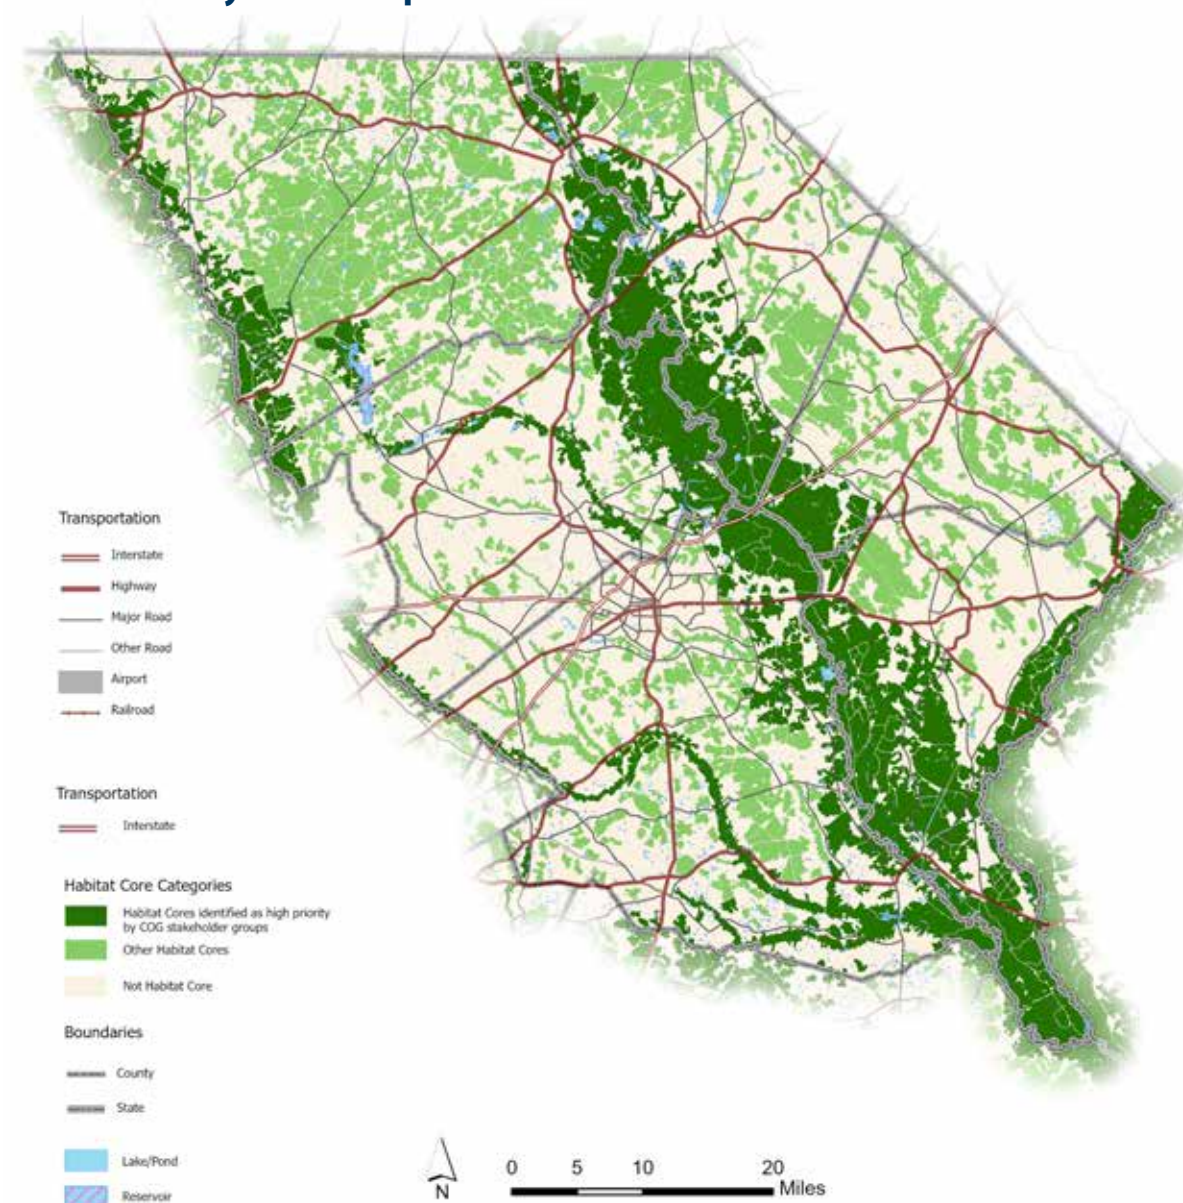 Transportation
Interstate
Highway
Major Road
Other Road
Airport
Railroad
Transportation
Interstate
Habitat Core Categories
Habitat Cores identified as high priority
by COG stakeholder groups
Other Habitat Cores
Not Habitat Core
Boundaries
County
State
Lake/Pond
Reservoir
N
0 5 10 20
Miles